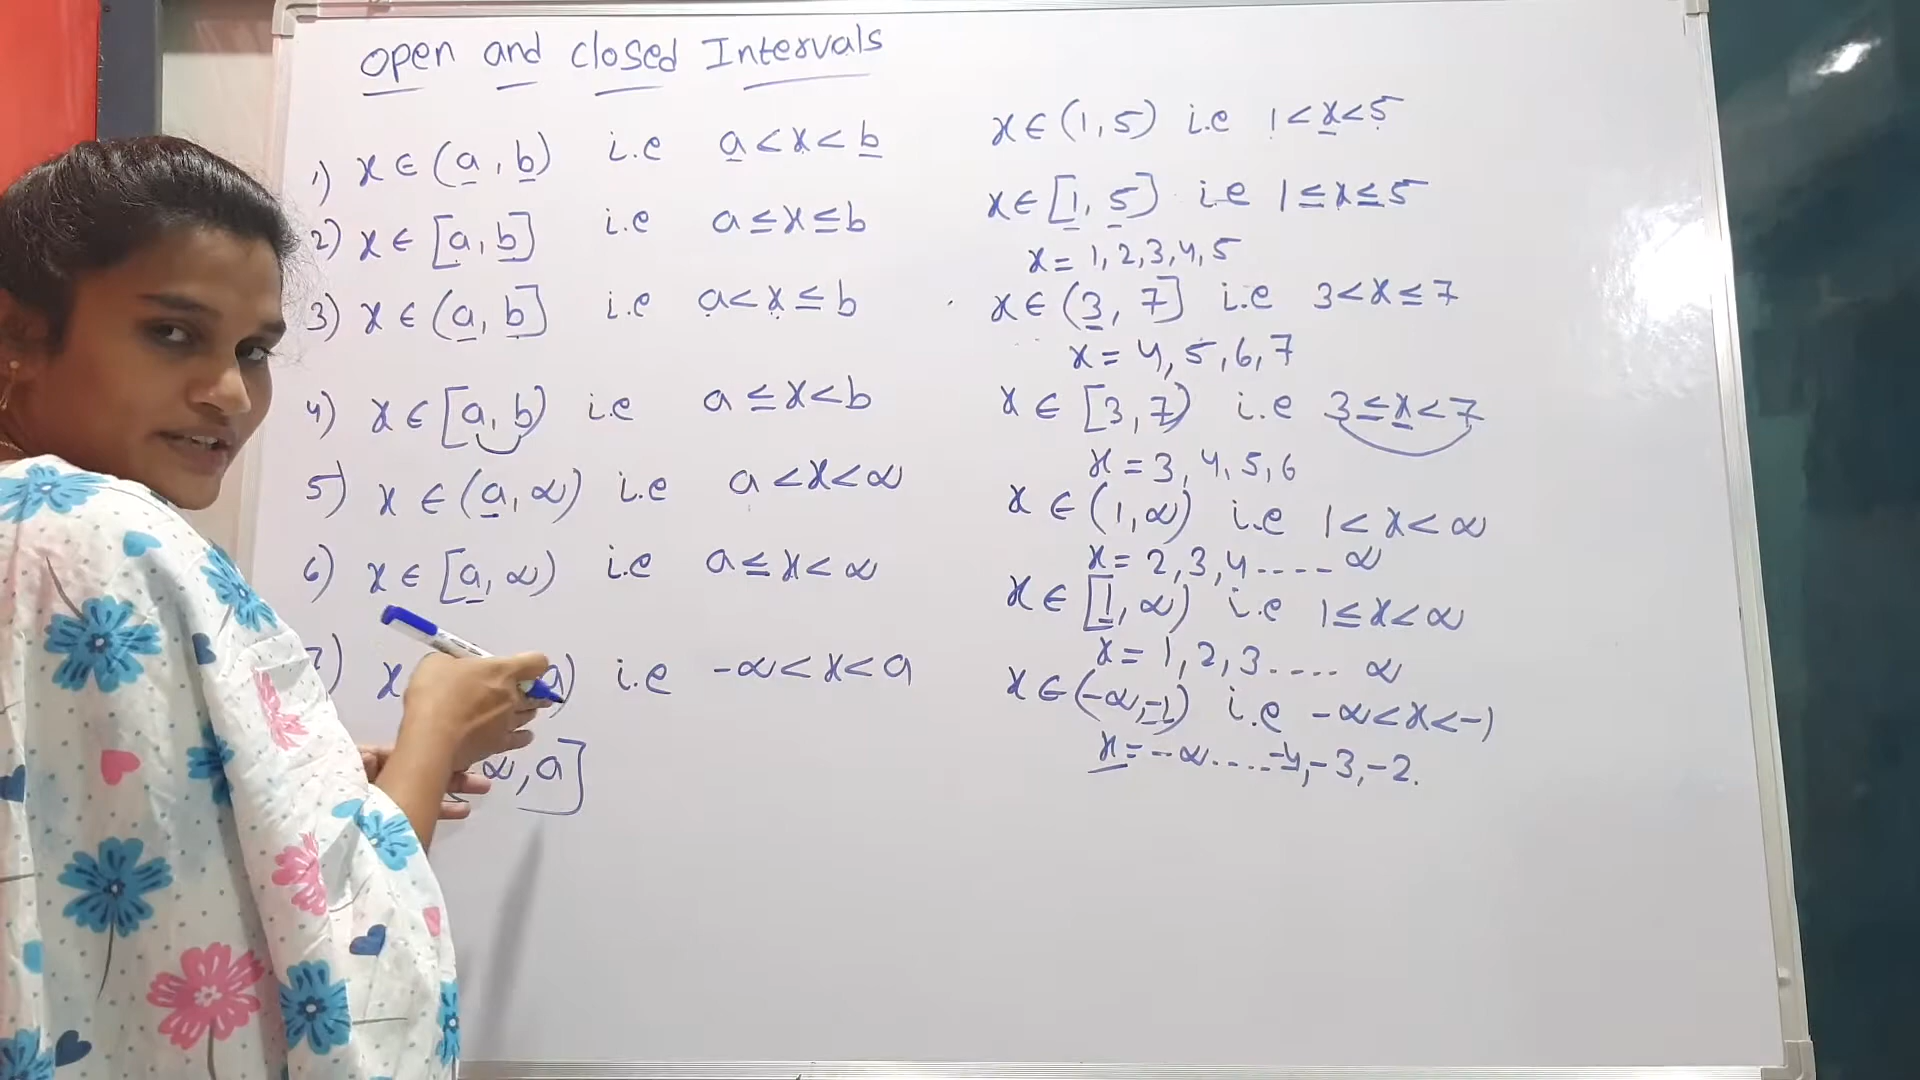 Open and closed Intervals
1) x ∈ (a, b) i.e a < x < b
2) x ∈ [a, b] i.e a ≤ x ≤ b
3) x ∈ (a, b] i.e a < x ≤ b
4) x ∈ [a, b) i.e a ≤ x < b
5) x ∈ (a, ∞) i.e a < x < ∞
6) x ∈ [a, ∞) i.e a ≤ x < ∞
7) x a) i.e -∞ < x < a
∞, a]
x ∈ (1, 5) i.e 1 < x < 5
x ∈ [1, 5] i.e 1 ≤ x ≤ 5
x = 1, 2, 3, 4, 5
x ∈ (3, 7] i.e 3 < x ≤ 7
x = 4, 5, 6, 7
x ∈ [3, 7) i.e 3 ≤ x < 7
x = 3, 4, 5, 6
x ∈ (1, ∞) i.e 1 < x < ∞
x = 2, 3, 4 ---- ∞
x ∈ [1, ∞) i.e 1 ≤ x < ∞
x = 1, 2, 3 .... ∞
x ∈ (-∞, -1) i.e -∞ < x < -1
x = -∞ .... -4, -3, -2.